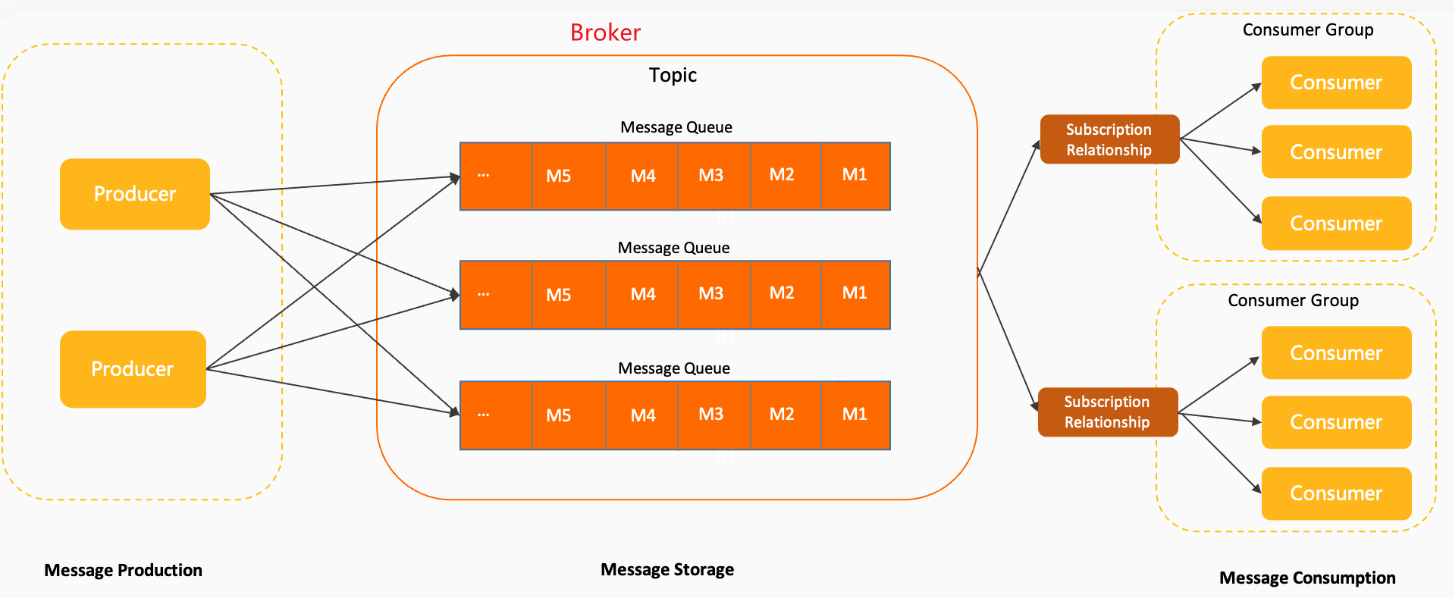 Broker
Topic
Producer
Producer
Message Queue
... M5 M4 M3 M2 M1
Message Queue
... M5 M4 M3 M2 M1
Message Queue
... M5 M4 M3 M2 M1
Subscription
Relationship
Consumer Group
Consumer
Consumer
Consumer
Subscription
Relationship
Consumer Group
Consumer
Consumer
Consumer
Message Production
Message Storage
Message Consumption